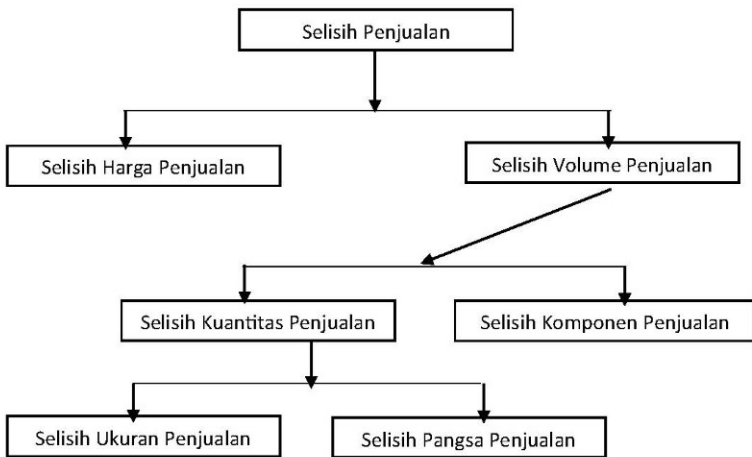 Selisih Penjualan
Selisih Harga Penjualan
Selisih Volume Penjualan
Selisih Kuantitas Penjualan
Selisih Komponen Penjualan
Selisih Ukuran Penjualan
Selisih Pangsa Penjualan